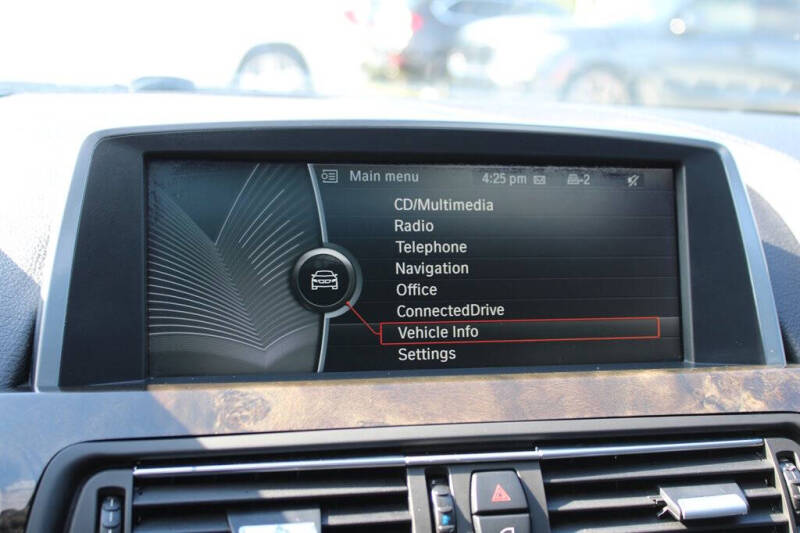 Main menu 4:25 pm -2
CD/Multimedia
Radio
Telephone
Navigation
Office
ConnectedDrive
Vehicle Info
Settings